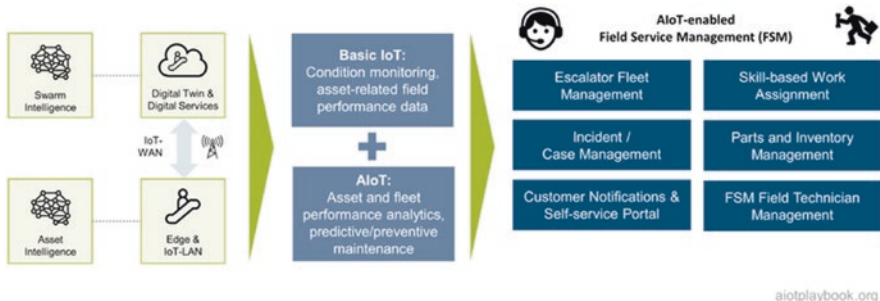 Swarm
Intelligence
Digital Twin &
Digital Services
IoT-
WAN
Asset
Intelligence
Edge &
IoT-LAN
Basic IoT:
Condition monitoring,
asset-related field
performance data
AIoT:
Asset and fleet
performance analytics,
predictive/preventive
maintenance
AIoT-enabled
Field Service Management (FSM)
Escalator Fleet
Management
Skill-based Work
Assignment
Incident /
Case Management
Parts and Inventory
Management
Customer Notifications &
Self-service Portal
FSM Field Technician
Management
aiotplaybook.org